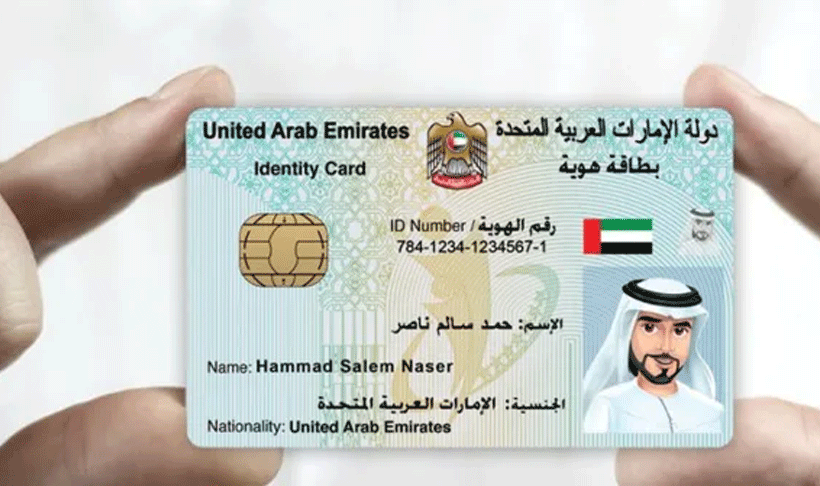 United Arab Emirates دولة الإمارات العربية المتحدة
Identity Card بطاقة هوية
ID Number / رقم الهوية
784-1234-1234567-1
الإسم: حمد سالم ناصر
Name: Hammad Salem Naser
الجنسية: الإمارات العربية المتحدة
Nationality: United Arab Emirates